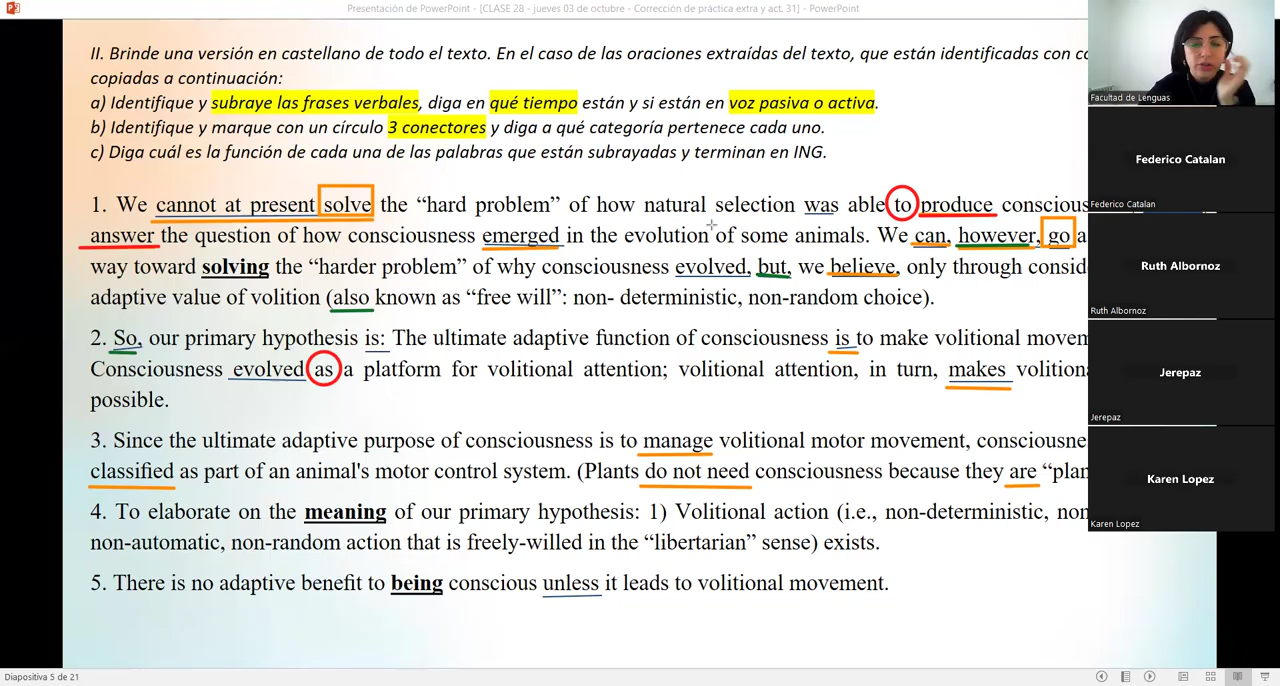 Presentación de PowerPoint - [CLASE 28 - jueves 03 de octubre - Corrección de práctica extra y act. 31] - PowerPoint
II. Brinde una versión en castellano de todo el texto. En el caso de las oraciones extraídas del texto, que están identificadas con
copiadas a continuación:
a) Identifique y subraye las frases verbales, diga en qué tiempo están y si están en voz pasiva o activa.
b) Identifique y marque con un círculo 3 conectores y diga a qué categoría pertenece cada uno.
c) Diga cuál es la función de cada una de las palabras que están subrayadas y terminan en ING.
1. We cannot at present solve the “hard problem” of how natural selection was able to produce
answer the question of how consciousness emerged in the evolution of some animals. We can, however, go a
way toward solving the “harder problem” of why consciousness evolved, but, we believe, only through
adaptive value of volition (also known as “free will”: non- deterministic, non-random choice).
2. So, our primary hypothesis is: The ultimate adaptive function of consciousness is to make volitional
Consciousness evolved as a platform for volitional attention; volitional attention, in turn, makes
possible.
3. Since the ultimate adaptive purpose of consciousness is to manage volitional motor movement,
classified as part of an animal's motor control system. (Plants do not need consciousness because they are
4. To elaborate on the meaning of our primary hypothesis: 1) Volitional action (i.e., non-deterministic,
non-automatic, non-random action that is freely-willed in the “libertarian” sense) exists.
5. There is no adaptive benefit to being conscious unless it leads to volitional movement.
Facultad de Lenguas
Federico Catalan
Federico Catalan
Ruth Albornoz
Ruth Albornoz
Jerepaz
Jerepaz
Karen Lopez
Karen Lopez
Diapositiva 5 de 21